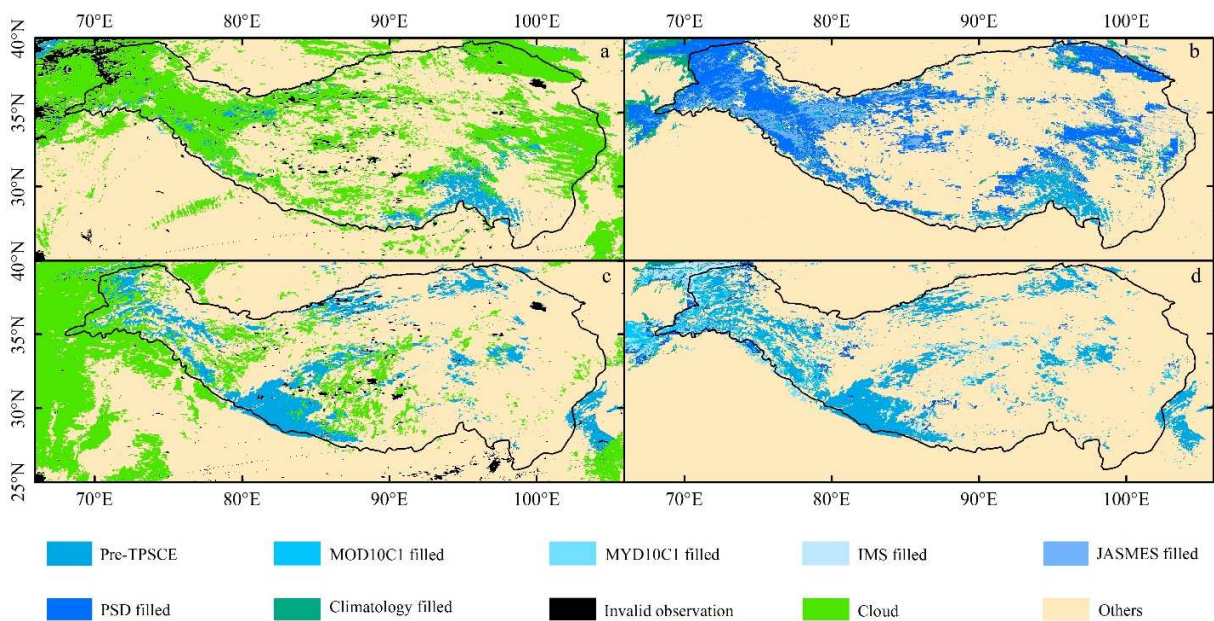 70°E 80°E 90°E 100°E 70°E 80°E 90°E 100°E
40°N a b
35°N
30°N
40°N c d
35°N
30°N
25°N
70°E 80°E 90°E 100°E 70°E 80°E 90°E 100°E
Pre-TPSCE MOD10C1 filled MYD10C1 filled IMS filled JASMES filled
PSD filled Climatology filled Invalid observation Cloud Others